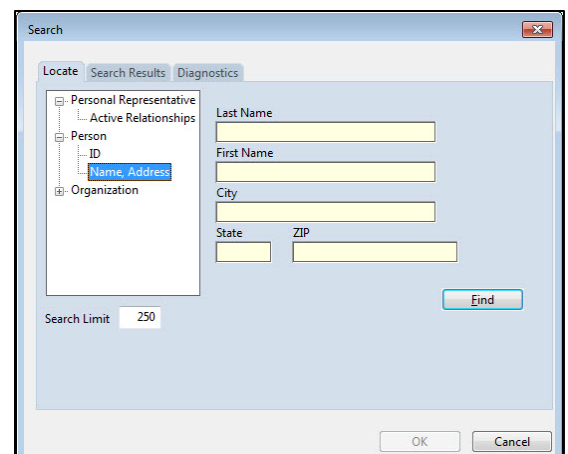 Search
Locate Search Results Diagnostics
Personal Representative
Active Relationships
Person
ID
Name, Address
Organization
Last Name
First Name
City
State ZIP
Find
Search Limit 250
OK Cancel